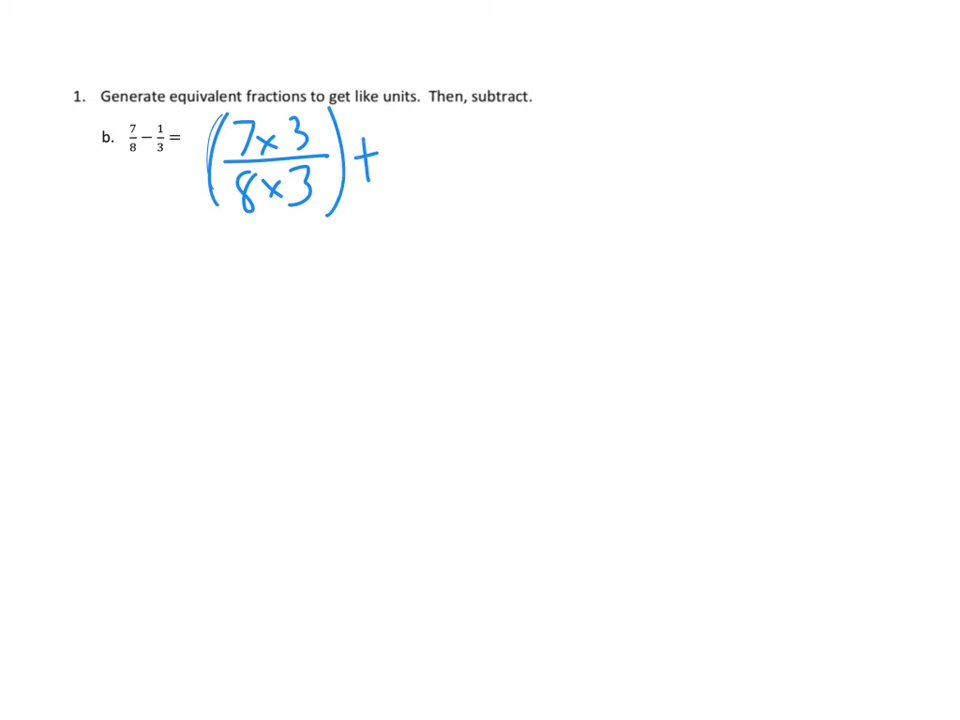 1. Generate equivalent fractions to get like units. Then, subtract.
b. 7/8 − 1/3 = (7 x 3 / 8 x 3) +